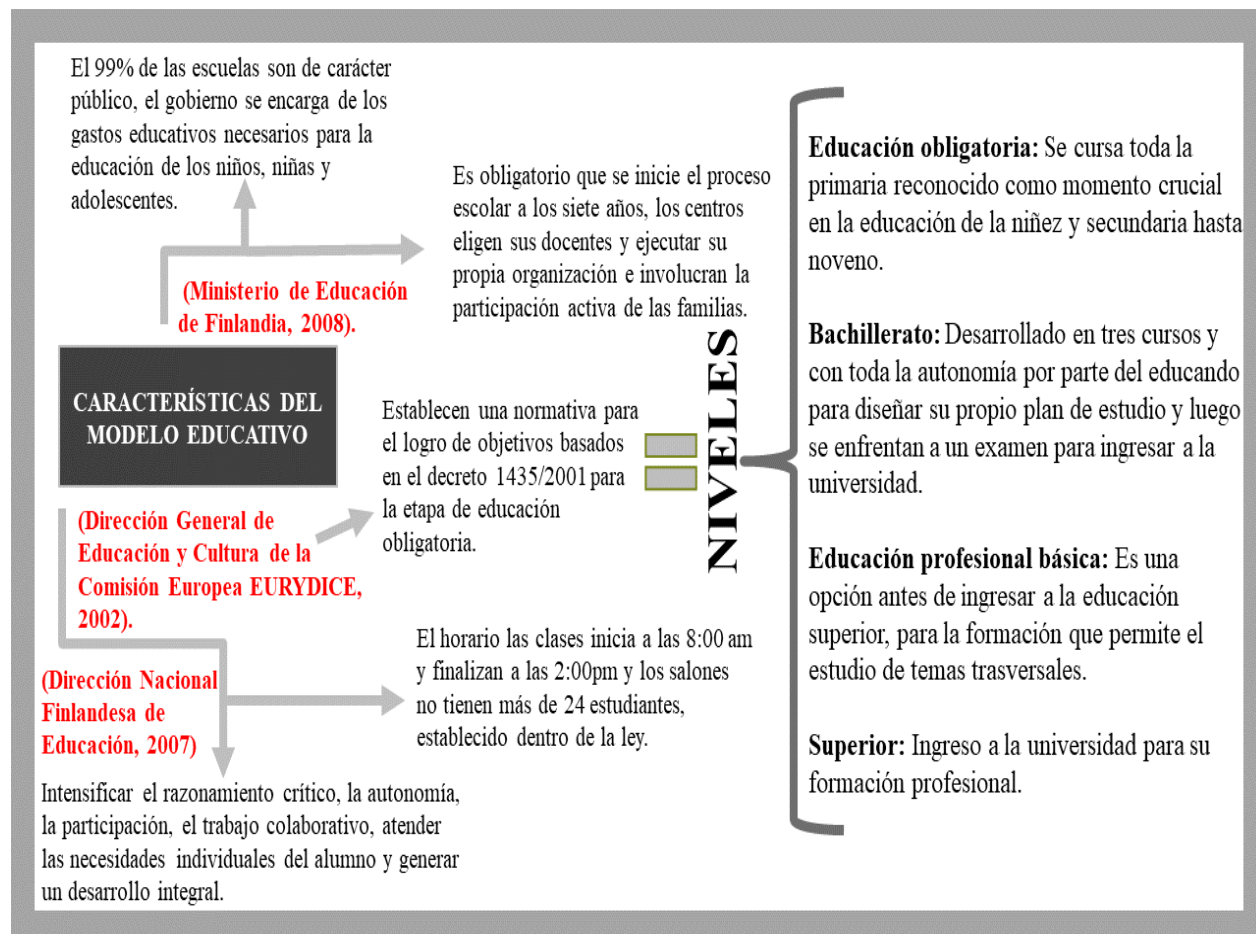 El 99% de las escuelas son de carácter
público, el gobierno se encarga de los
gastos educativos necesarios para la
educación de los niños, niñas y
adolescentes.
Es obligatorio que se inicie el proceso
escolar a los siete años, los centros
eligen sus docentes y ejecutar su
propia organización e involucran la
participación activa de las familias.
(Ministerio de Educación
de Finlandia, 2008).
CARACTERÍSTICAS DEL
MODELO EDUCATIVO
Establecen una normativa para
el logro de objetivos basados
en el decreto 1435/2001 para
la etapa de educación
obligatoria.
(Dirección General de
Educación y Cultura de la
Comisión Europea EURYDICE,
2002).
El horario las clases inicia a las 8:00 am
y finalizan a las 2:00pm y los salones
no tienen más de 24 estudiantes,
establecido dentro de la ley.
(Dirección Nacional
Finlandesa de
Educación, 2007)
Intensificar el razonamiento crítico, la autonomía,
la participación, el trabajo colaborativo, atender
las necesidades individuales del alumno y generar
un desarrollo integral.
NIVELES
Educación obligatoria: Se cursa toda la
primaria reconocido como momento crucial
en la educación de la niñez y secundaria hasta
noveno.
Bachillerato: Desarrollado en tres cursos y
con toda la autonomía por parte del educando
para diseñar su propio plan de estudio y luego
se enfrentan a un examen para ingresar a la
universidad.
Educación profesional básica: Es una
opción antes de ingresar a la educación
superior, para la formación que permite el
estudio de temas trasversales.
Superior: Ingreso a la universidad para su
formación profesional.